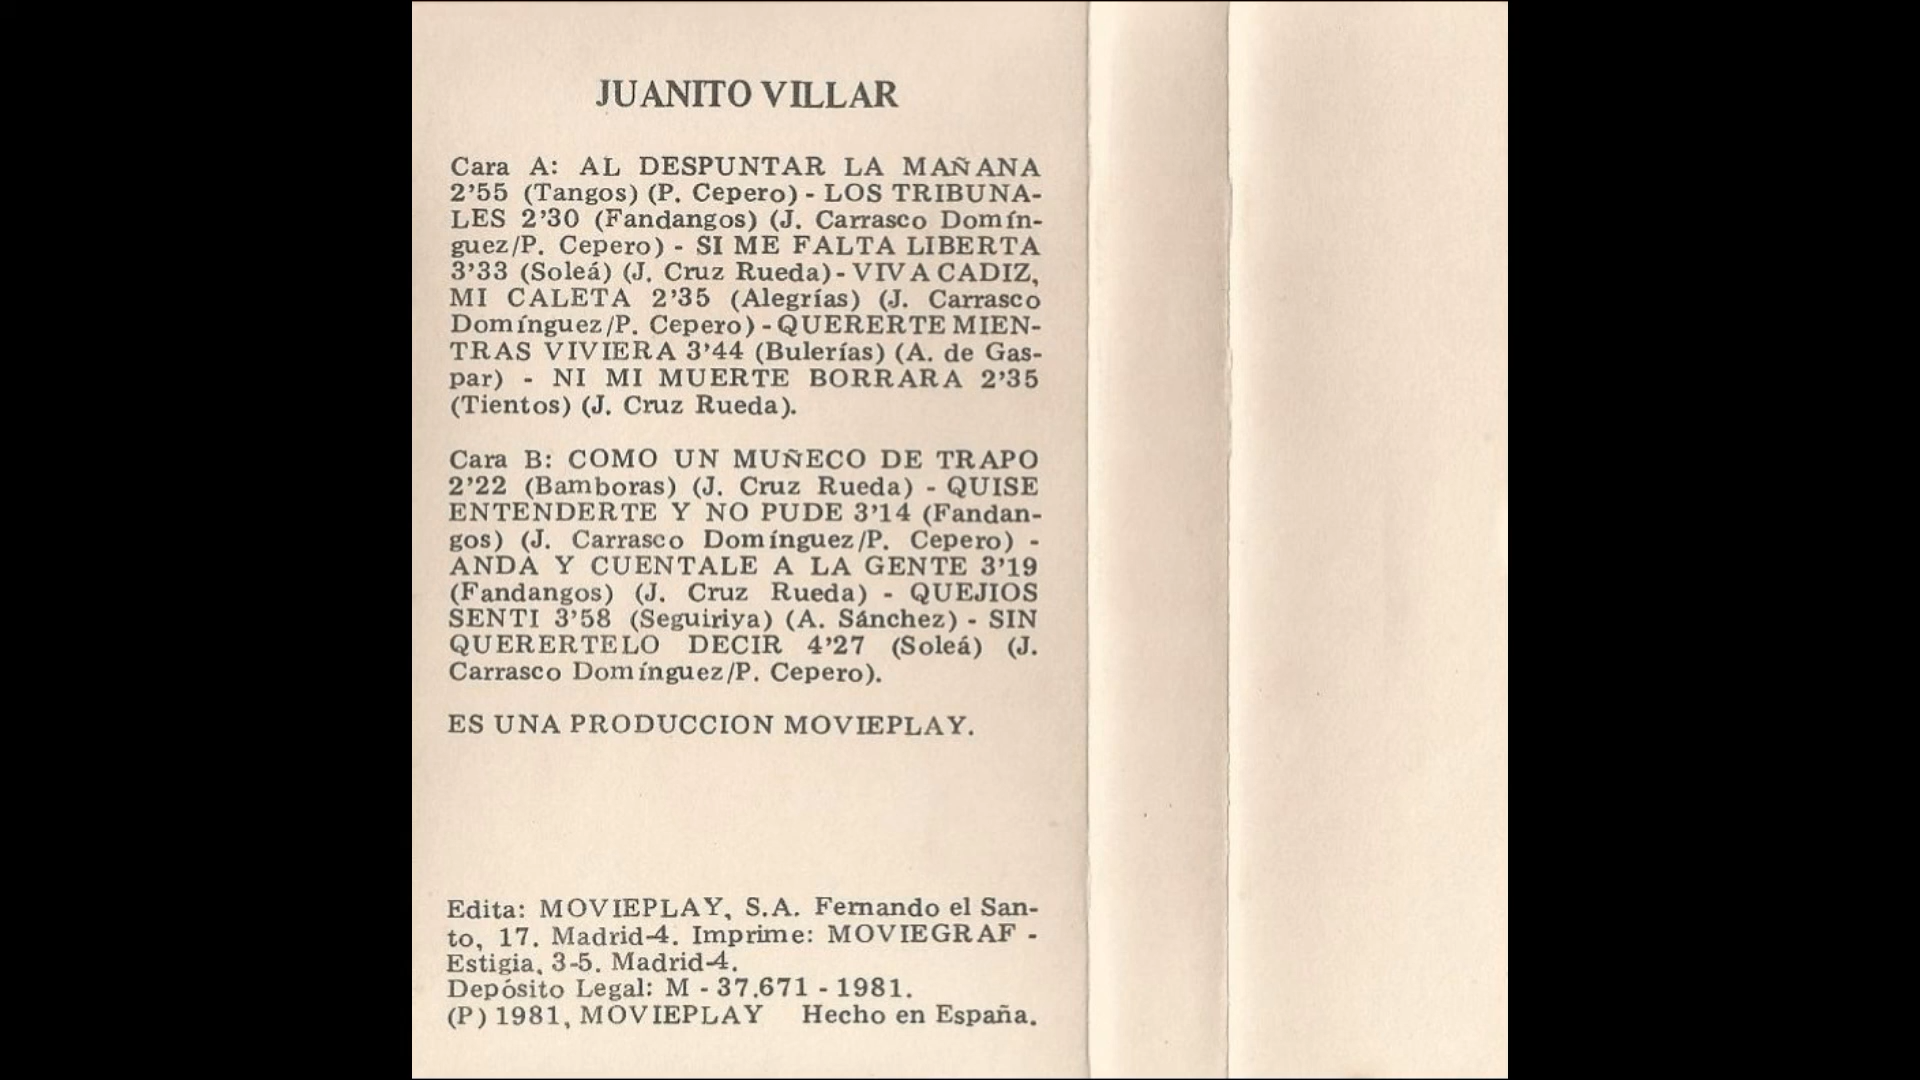 JUANITO VILLAR
Cara A: AL DESPUNTAR LA MAÑANA
2’55 (Tangos) (P. Cepero) - LOS TRIBUNA-
LES 2’30 (Fandangos) (J. Carrasco Domín-
guez/P. Cepero) - SI ME FALTA LIBERTA
3’33 (Soleá) (J. Cruz Rueda) - VIVA CADIZ,
MI CALETA 2’35 (Alegrías) (J. Carrasco
Domínguez/P. Cepero) - QUERERTE MIEN-
TRAS VIVIERA 3’44 (Bulerías) (A. de Gas-
par) - NI MI MUERTE BORRARA 2’35
(Tientos) (J. Cruz Rueda).
Cara B: COMO UN MUÑECO DE TRAPO
2’22 (Bamboras) (J. Cruz Rueda) - QUISE
ENTENDERTE Y NO PUDE 3’14 (Fandan-
gos) (J. Carrasco Domínguez/P. Cepero) -
ANDA Y CUENTALE A LA GENTE 3’19
(Fandangos) (J. Cruz Rueda) - QUEJIOS
SENTI 3’58 (Seguiriya) (A. Sánchez) - SIN
QUERERTELO DECIR 4’27 (Soleá) (J.
Carrasco Domínguez/P. Cepero).
ES UNA PRODUCCION MOVIEPLAY.
Edita: MOVIEPLAY, S.A. Fernando el San-
to, 17. Madrid-4. Imprime: MOVIEGRAF -
Estigia, 3-5. Madrid-4.
Depósito Legal: M - 37.671 - 1981.
(P) 1981, MOVIEPLAY Hecho en España.